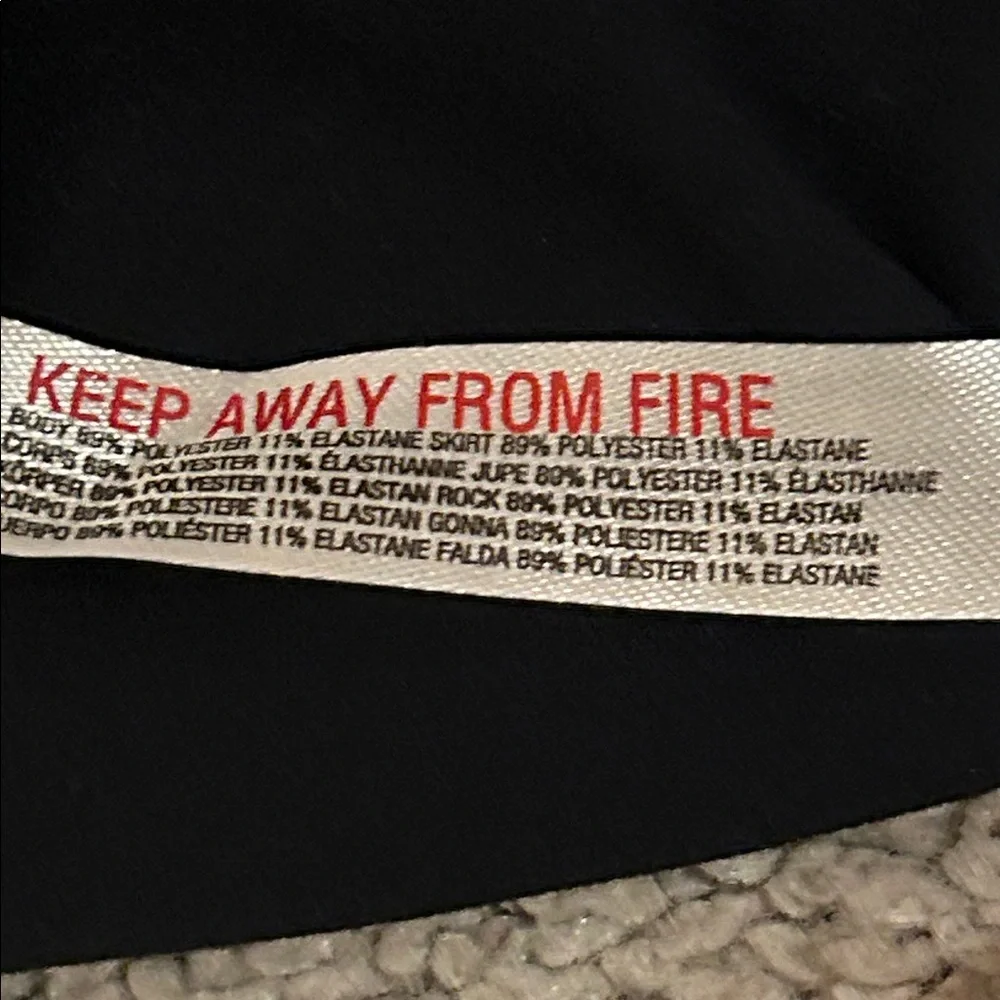 KEEP AWAY FROM FIRE
BODY 89% POLYESTER 11% ELASTANE SKIRT 89% POLYESTER 11% ELASTANE
CORPS 89% POLYESTER 11% ÉLASTHANNE JUPE 89% POLYESTER 11% ÉLASTHANNE
KÖRPER 89% POLYESTER 11% ELASTAN ROCK 89% POLYESTER 11% ELASTAN
ORPO 89% POLIESTERE 11% ELASTAN GONNA 89% POLIESTERE 11% ELASTAN
UERPO 89% POLIÉSTER 11% ELASTANE FALDA 89% POLIÉSTER 11% ELASTANE